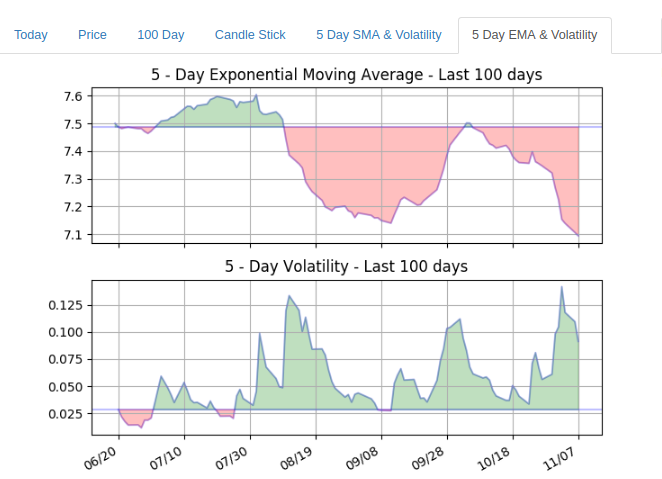 Today Price 100 Day Candle Stick 5 Day SMA & Volatility 5 Day EMA & Volatility
5 - Day Exponential Moving Average - Last 100 days
7.6
7.5
7.4
7.3
7.2
7.1
5 - Day Volatility - Last 100 days
0.125
0.100
0.075
0.050
0.025
06/20 07/10 07/30 08/19 09/08 09/28 10/18 11/07